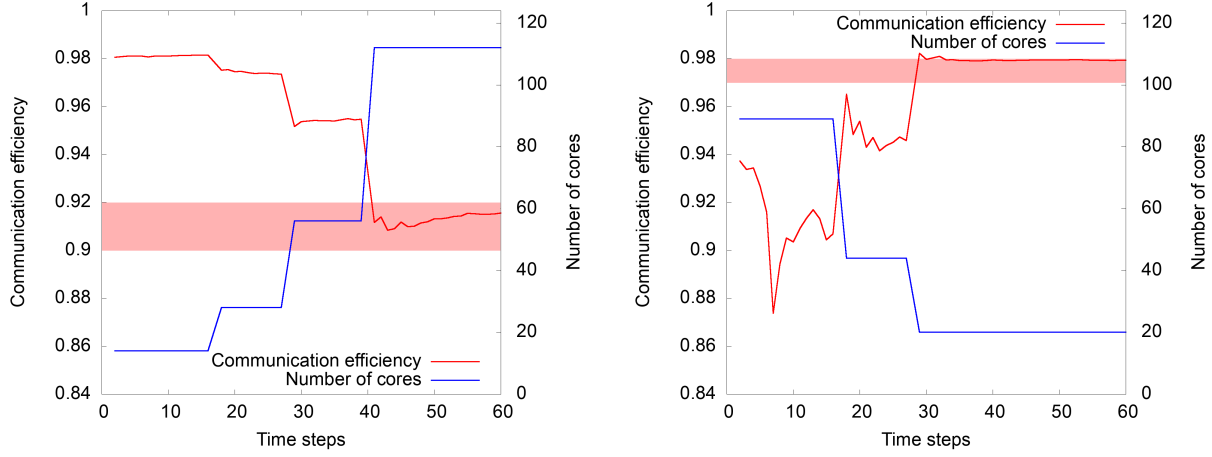 1
0.98
0.96
0.94
0.92
0.9
0.88
0.86
0.84
Communication efficiency
120
100
80
60
40
20
0
Number of cores
Communication efficiency
Number of cores
0 10 20 30 40 50 60
Time steps
1
0.98
0.96
0.94
0.92
0.9
0.88
0.86
0.84
Communication efficiency
Communication efficiency
Number of cores
120
100
80
60
40
20
0
Number of cores
0 10 20 30 40 50 60
Time steps